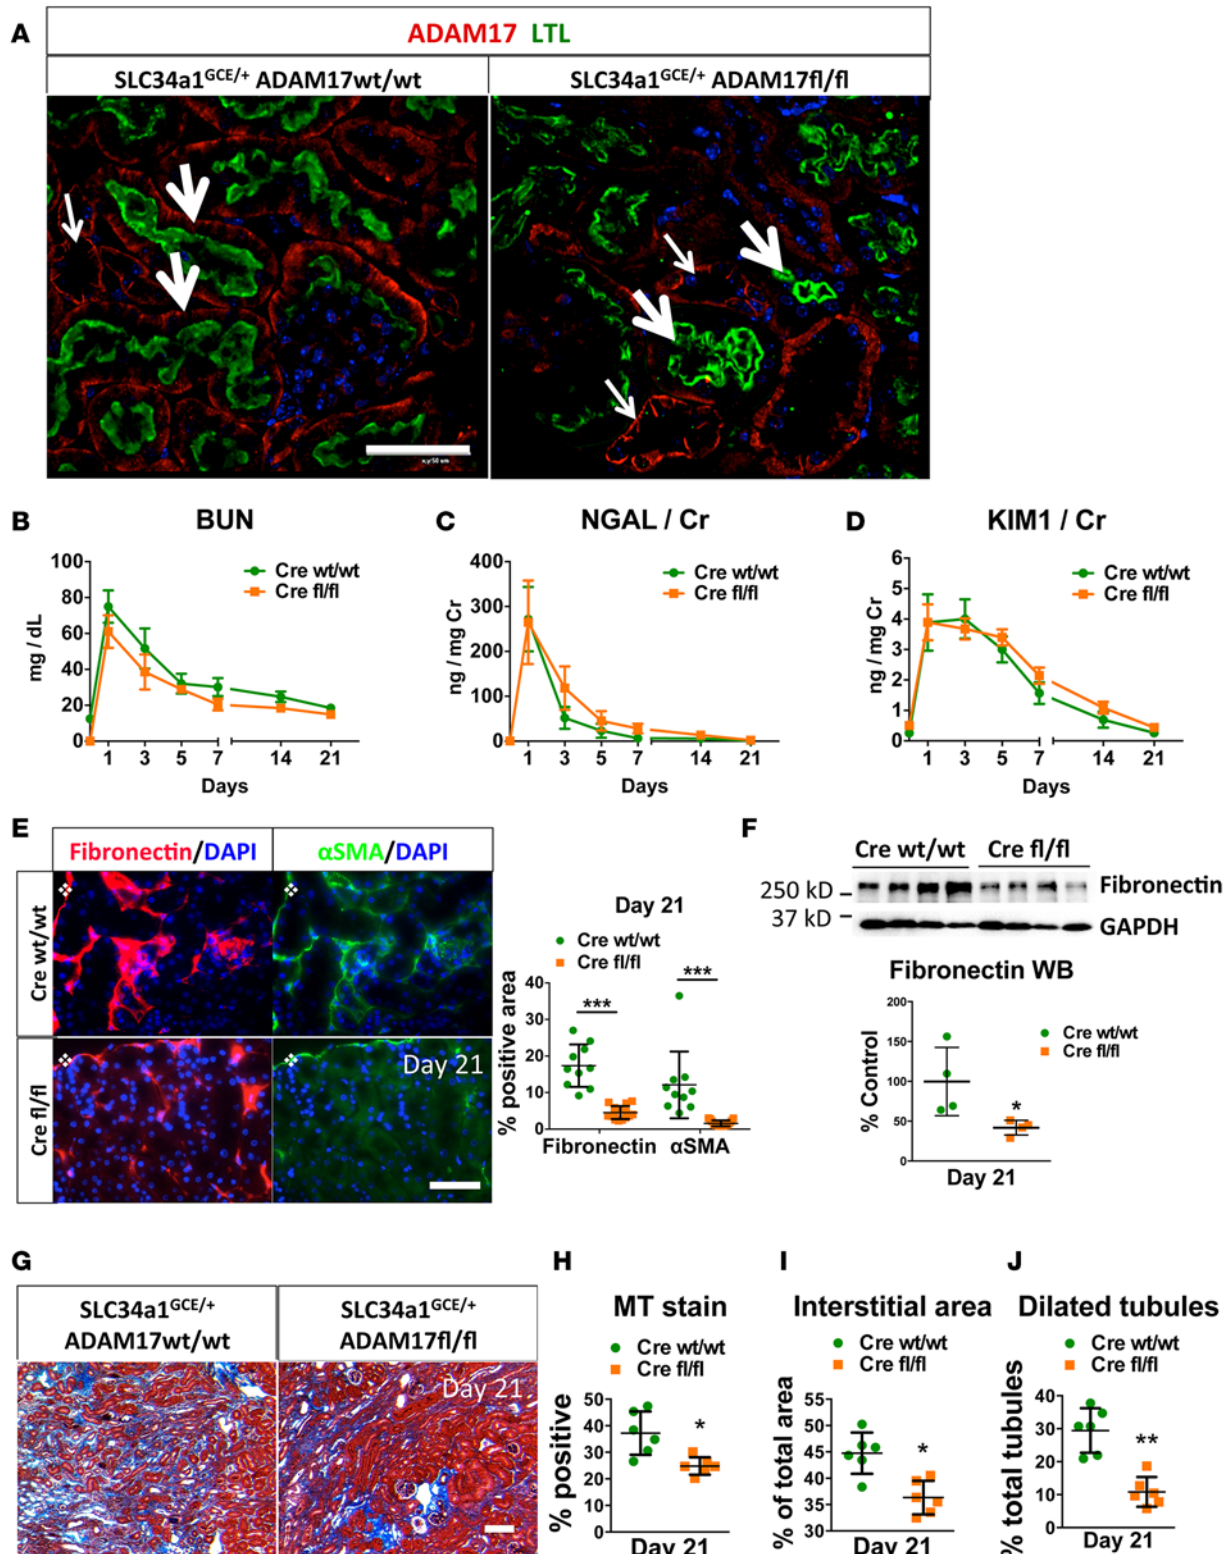 A
ADAM17 LTL
SLC34a1GCE/+ ADAM17wt/wt
SLC34a1GCE/+ ADAM17fl/fl
B
BUN
100
80
60
40
20
0
mg / dL
Cre wt/wt
Cre fl/fl
1 3 5 7 14 21
Days
C
NGAL / Cr
400
300
200
100
0
ng / mg Cr
Cre wt/wt
Cre fl/fl
1 3 5 7 14 21
Days
D
KIM1 / Cr
6
5
4
3
2
1
0
ng / mg Cr
Cre wt/wt
Cre fl/fl
1 3 5 7 14 21
Days
E
Fibronectin/DAPI
αSMA/DAPI
Cre wt/wt
Cre fl/fl
Day 21
Day 21
Cre wt/wt
Cre fl/fl
% positive area
40
30
20
10
0
***
***
Fibronectin αSMA
F
Cre wt/wt Cre fl/fl
250 kD
37 kD
Fibronectin
GAPDH
Fibronectin WB
200
150
100
50
0
% Control
Cre wt/wt
Cre fl/fl
*
Day 21
G
SLC34a1GCE/+
ADAM17wt/wt
SLC34a1GCE/+
ADAM17fl/fl
Day 21
H
MT stain
Cre wt/wt
Cre fl/fl
% positive
50
40
30
20
10
0
*
Day 21
I
Interstitial area
Cre wt/wt
Cre fl/fl
% of total area
55
50
45
40
35
30
*
Day 21
J
Dilated tubules
Cre wt/wt
Cre fl/fl
% total tubules
40
30
20
10
0
**
Day 21